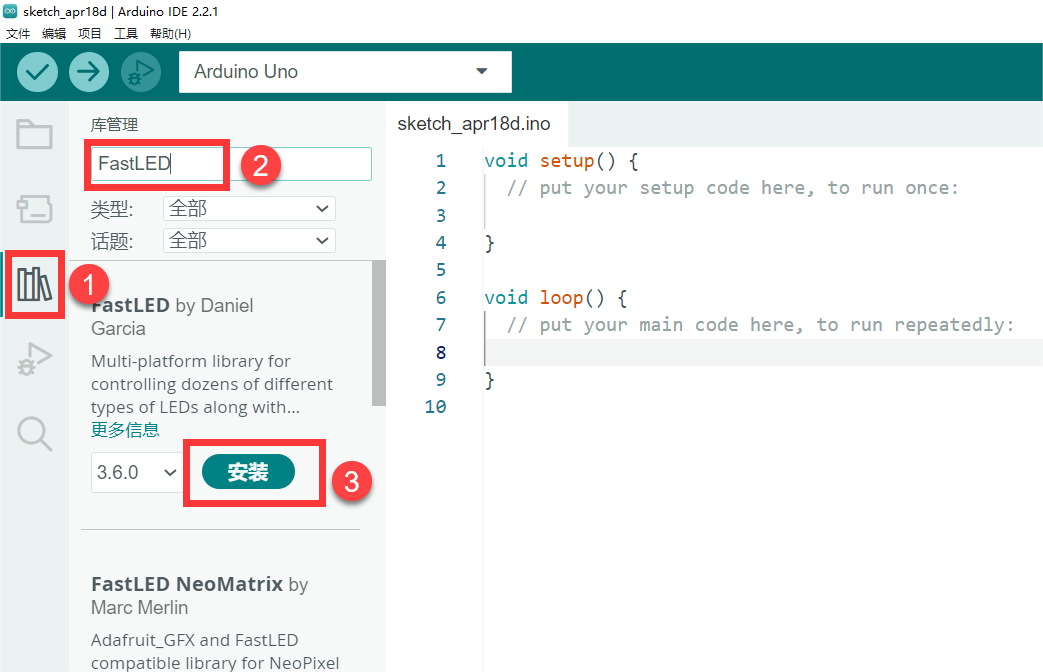 sketch_apr18d | Arduino IDE 2.2.1
文件 编辑 项目 工具 帮助(H)
Arduino Uno
库管理
FastLED
2
类型: 全部
话题: 全部
1
FastLED by Daniel
Garcia
Multi-platform library for
controlling dozens of different
types of LEDs along with...
更多信息
3.6.0
安装
3
FastLED NeoMatrix by
Marc Merlin
Adafruit_GFX and FastLED
compatible library for NeoPixel
sketch_apr18d.ino
1 void setup() {
2 // put your setup code here, to run once:
3
4 }
5
6 void loop() {
7 // put your main code here, to run repeatedly:
8
9 }
10